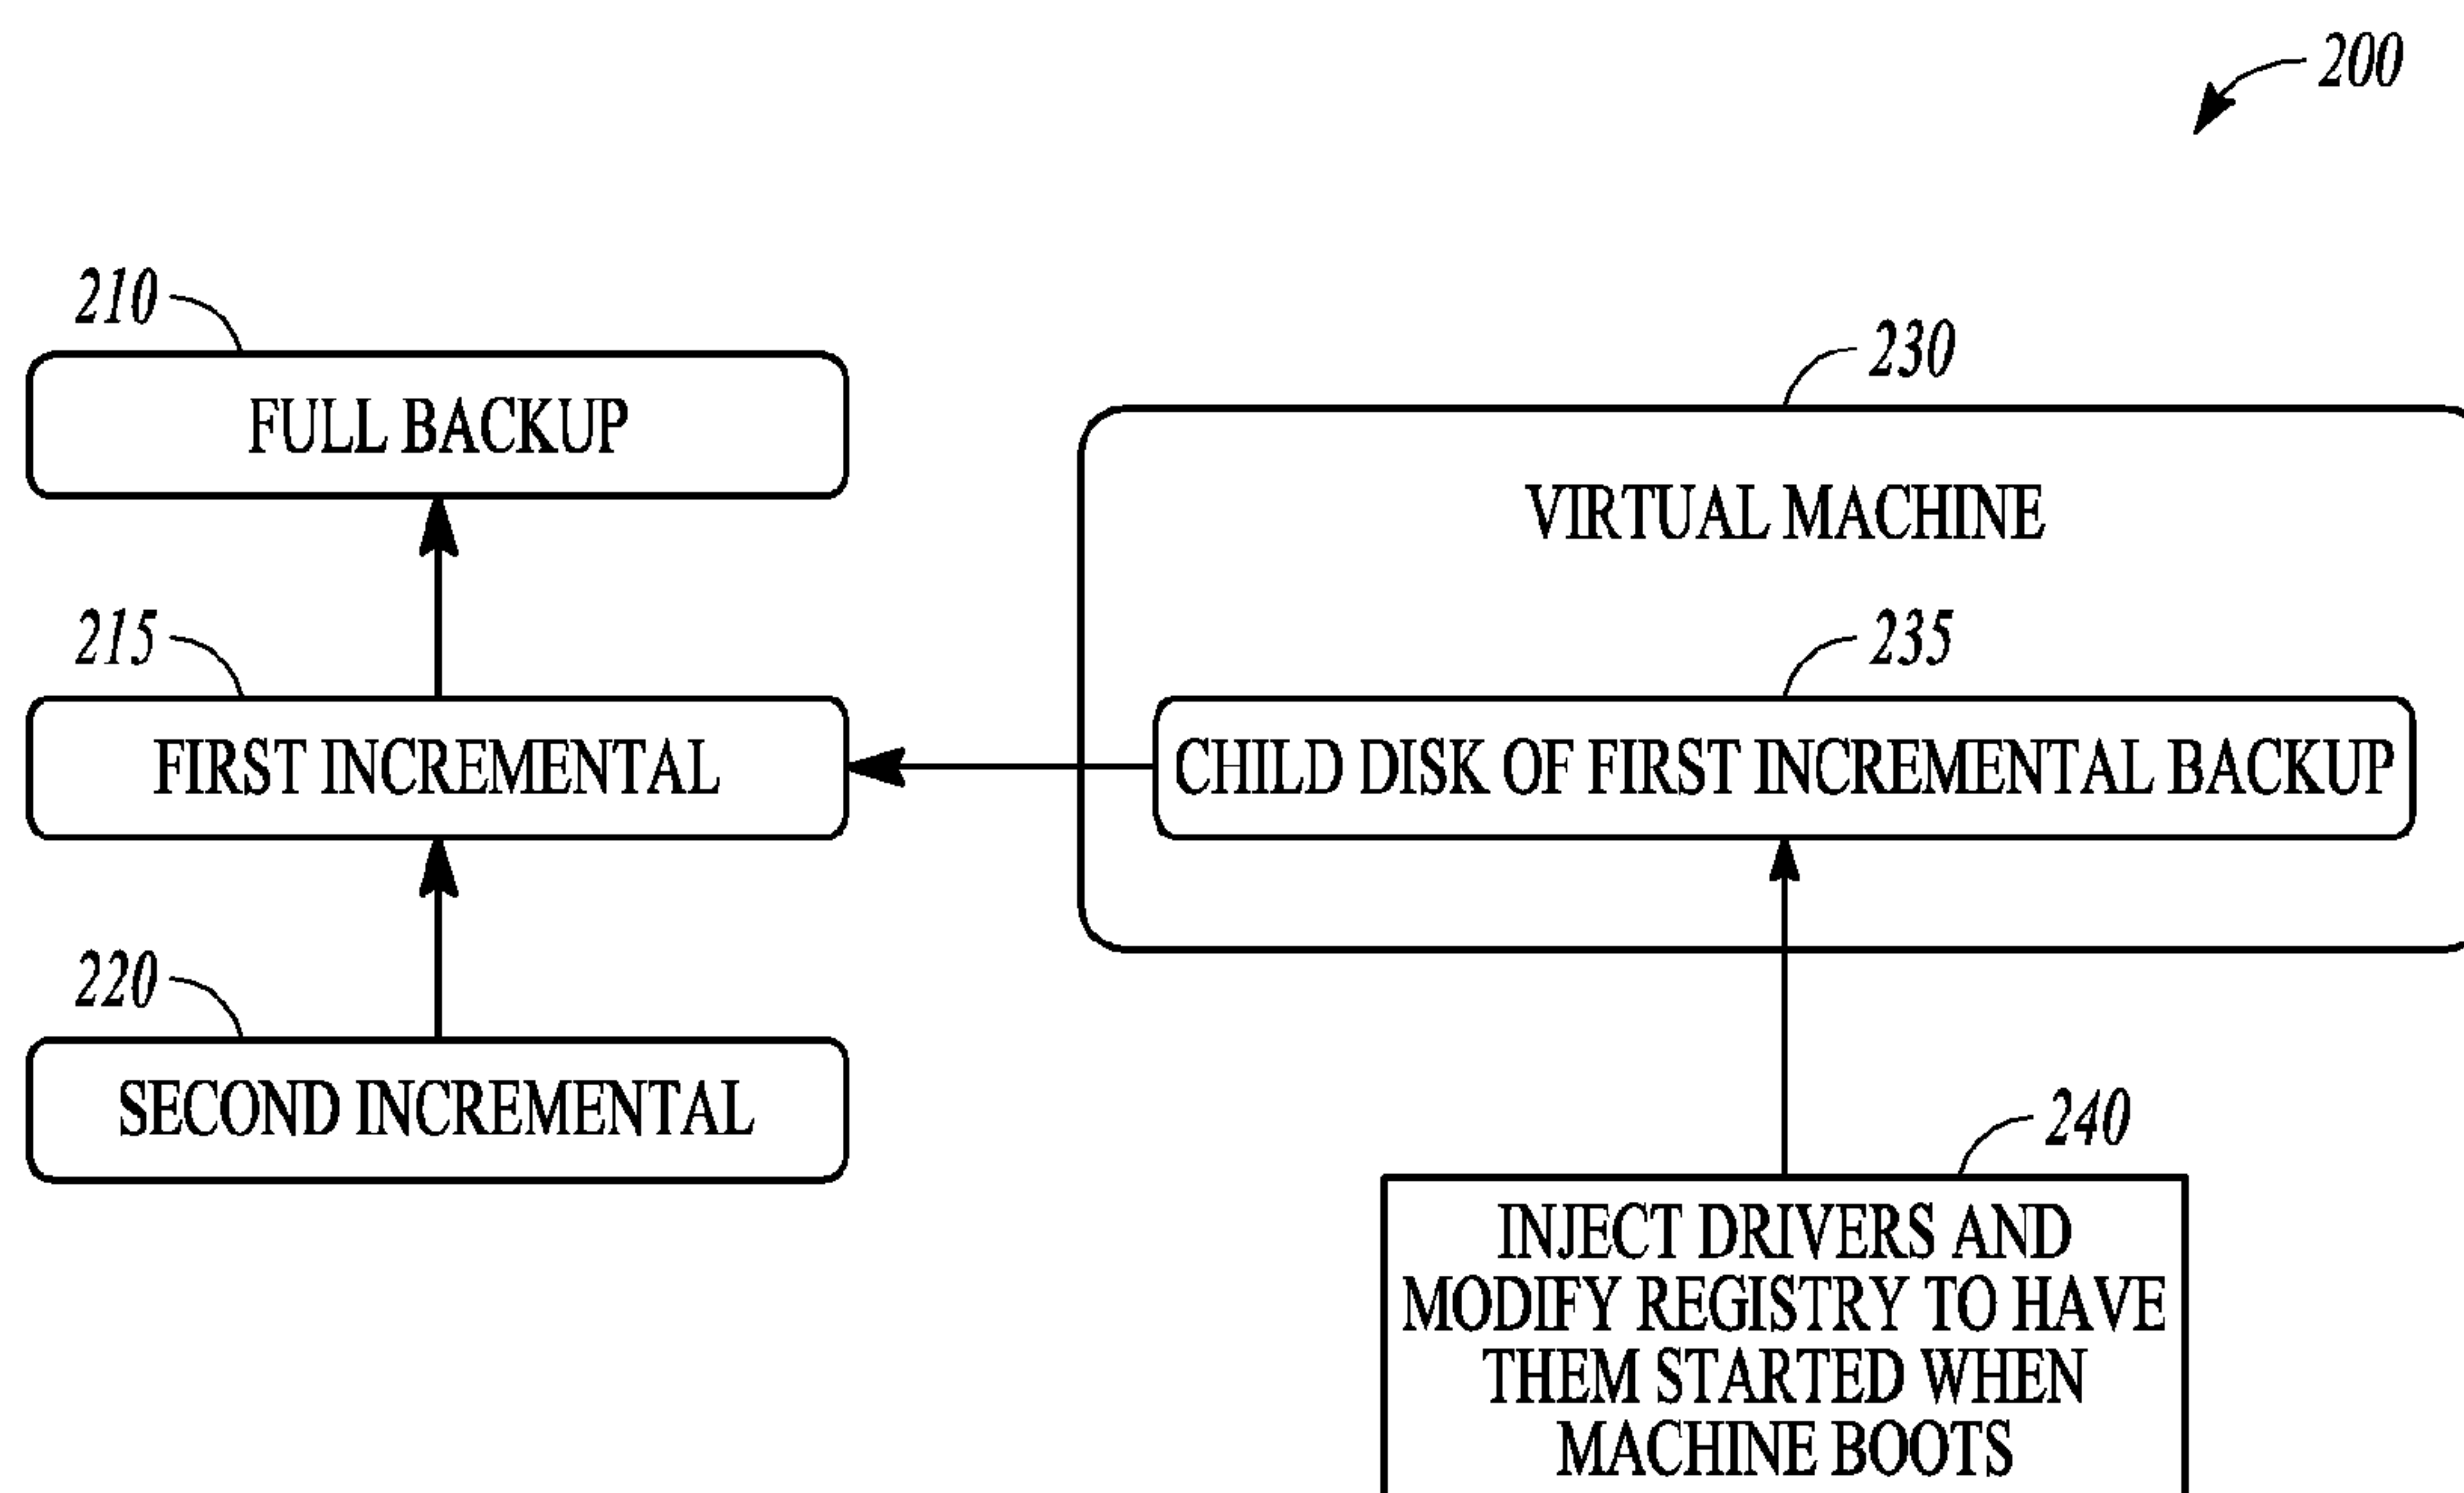 200
210
FULL BACKUP
230
VIRTUAL MACHINE
215
FIRST INCREMENTAL
235
CHILD DISK OF FIRST INCREMENTAL BACKUP
220
SECOND INCREMENTAL
240
INJECT DRIVERS AND
MODIFY REGISTRY TO HAVE
THEM STARTED WHEN
MACHINE BOOTS